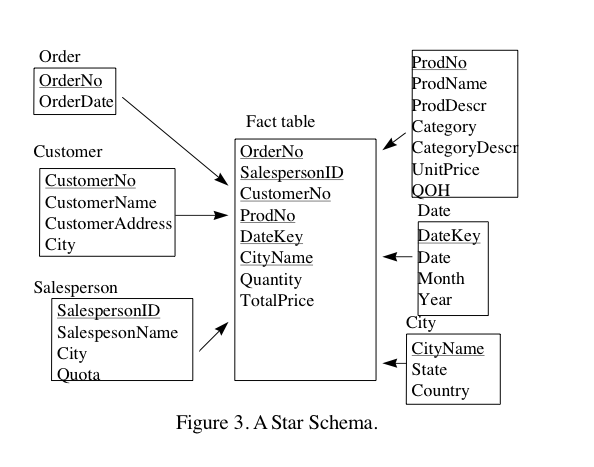 Order
OrderNo
OrderDate
Customer
CustomerNo
CustomerName
CustomerAddress
City
Salesperson
SalespersonID
SalespesonName
City
Quota
Fact table
OrderNo
SalespersonID
CustomerNo
ProdNo
DateKey
CityName
Quantity
TotalPrice
ProdNo
ProdName
ProdDescr
Category
CategoryDescr
UnitPrice
QOH
Date
DateKey
Date
Month
Year
City
CityName
State
Country
Figure 3. A Star Schema.